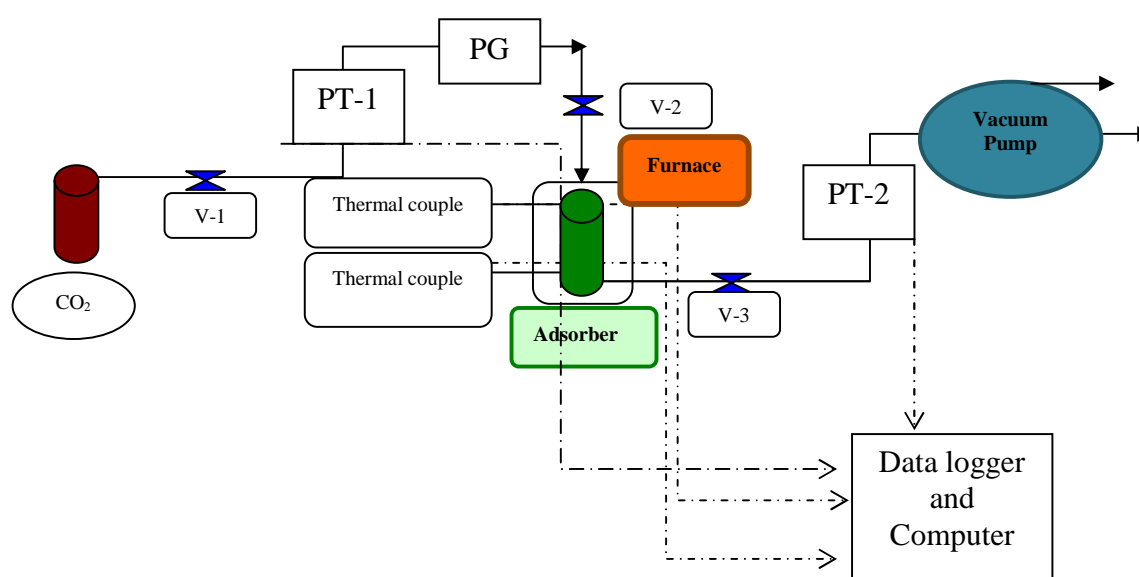 PG
PT-1
V-2
Vacuum
Pump
Furnace
PT-2
Thermal couple
V-1
Thermal couple
CO₂
V-3
Adsorber
Data logger
and
Computer